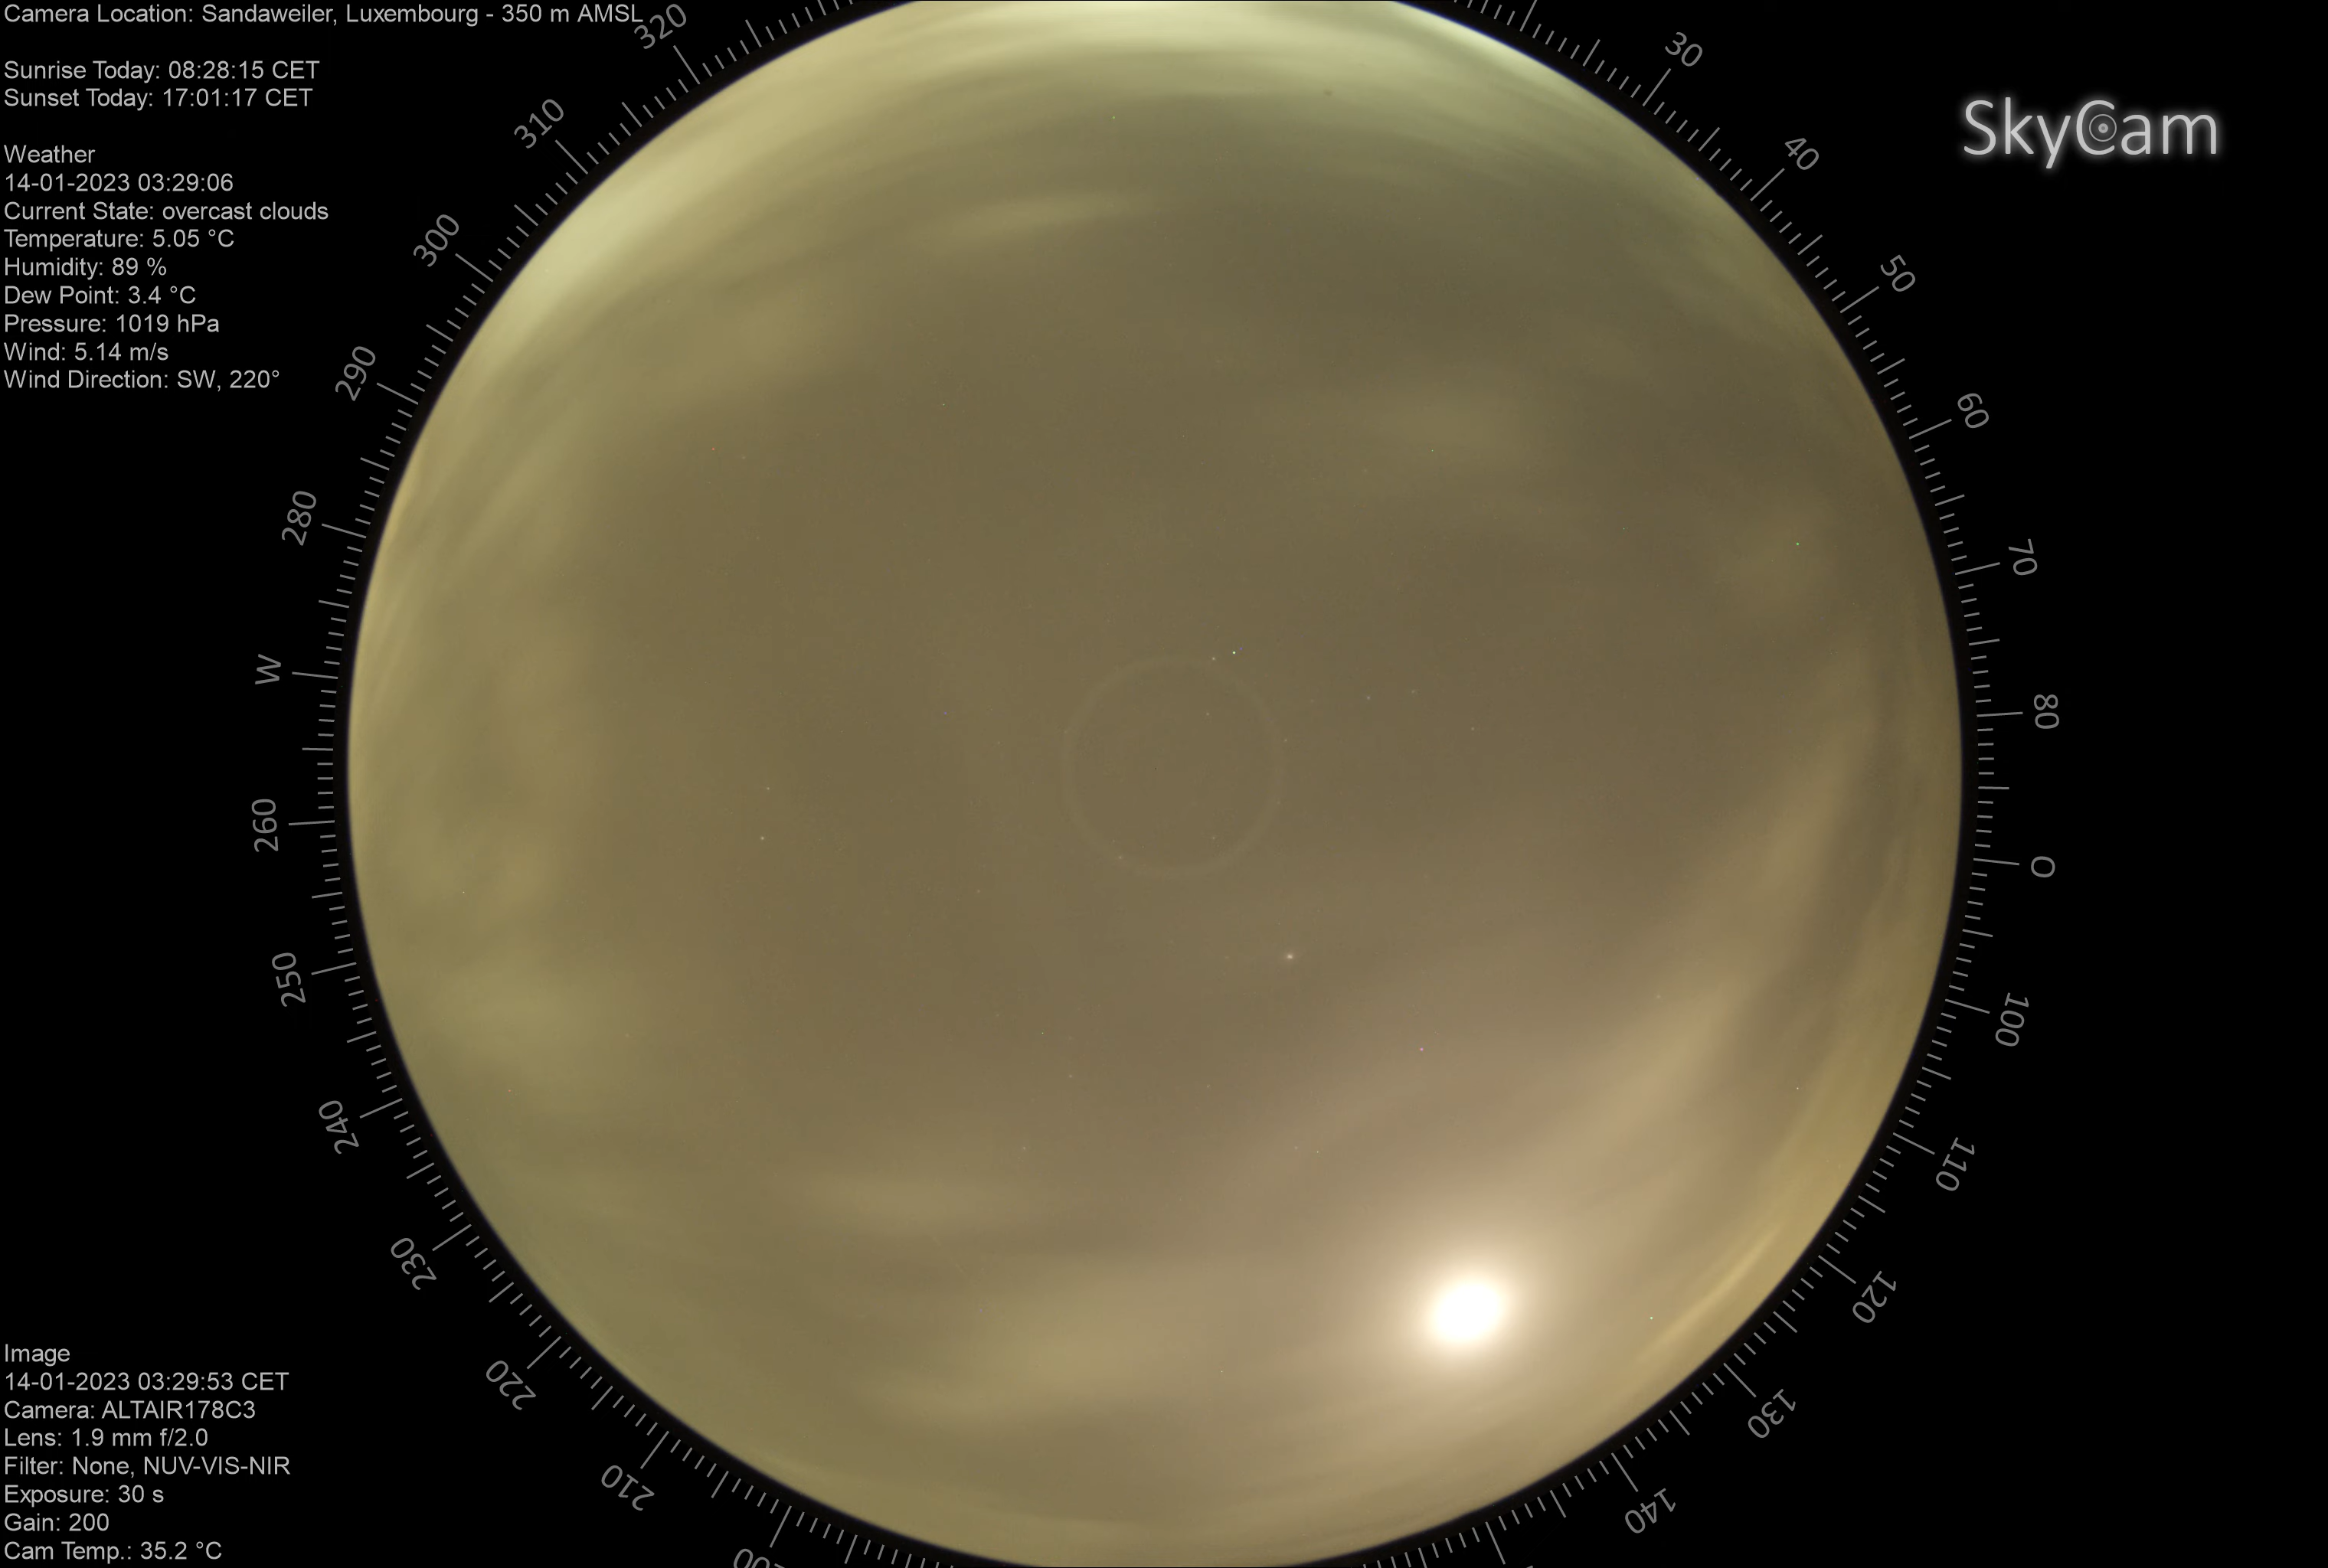 Camera Location: Sandaweiler, Luxembourg - 350 m AMSL
Sunrise Today: 08:28:15 CET
Sunset Today: 17:01:17 CET
Weather
14-01-2023 03:29:06
Current State: overcast clouds
Temperature: 5.05 °C
Humidity: 89 %
Dew Point: 3.4 °C
Pressure: 1019 hPa
Wind: 5.14 m/s
Wind Direction: SW, 220°
SkyCam
320
310
300
290
280
W
260
250
240
230
220
210
200
30
40
50
60
70
80
O
100
110
120
130
140
Image
14-01-2023 03:29:53 CET
Camera: ALTAIR178C3
Lens: 1.9 mm f/2.0
Filter: None, NUV-VIS-NIR
Exposure: 30 s
Gain: 200
Cam Temp.: 35.2 °C